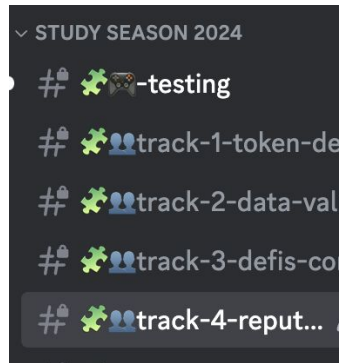 STUDY SEASON 2024
🧩🎮-testing
🧩👥track-1-token-de
🧩👥track-2-data-val
🧩👥track-3-defis-co
🧩👥track-4-reput...